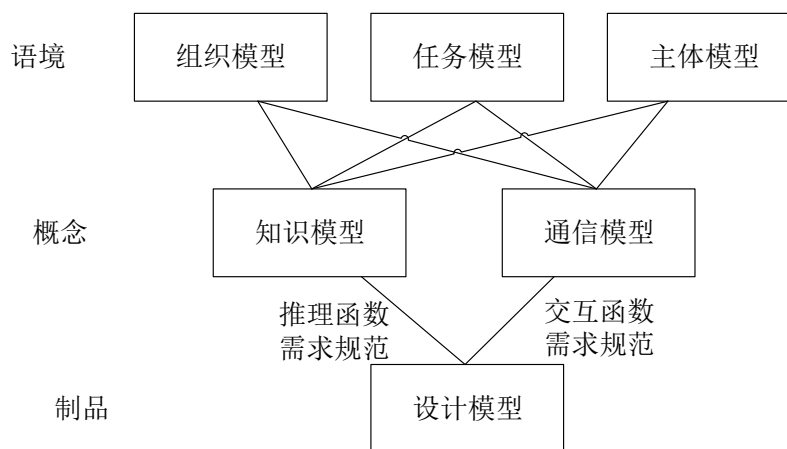 语境
组织模型
任务模型
主体模型
概念
知识模型
通信模型
推理函数
需求规范
交互函数
需求规范
制品
设计模型